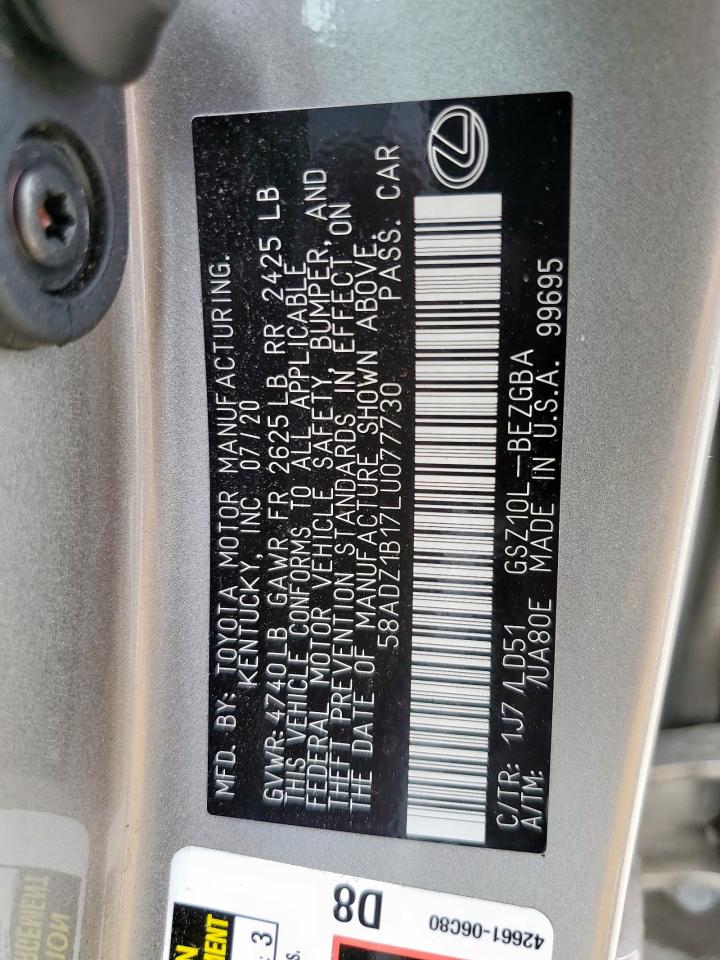 MFD. BY: TOYOTA MOTOR MANUFACTURING.
KENTUCKY, INC 07/20
GVWR: 4740LB GAWR. FR 2625 LB RR 2425 LB
THIS VEHICLE CONFORMS TO ALL APPLICABLE
FEDERAL MOTOR VEHICLE SAFETY, BUMPER, AND
THEFT PREVENTION STANDARDS IN EFFECT ON
THE DATE OF MANUFACTURE SHOWN ABOVE.
58ADZ1B17LU077730 PASS. CAR
C/TR: 1J7/LD51 GSZ10L-BEZGBA
A/TM: /UA80E MADE IN U.S.A. 99695
D8
42661-06C80
: 3